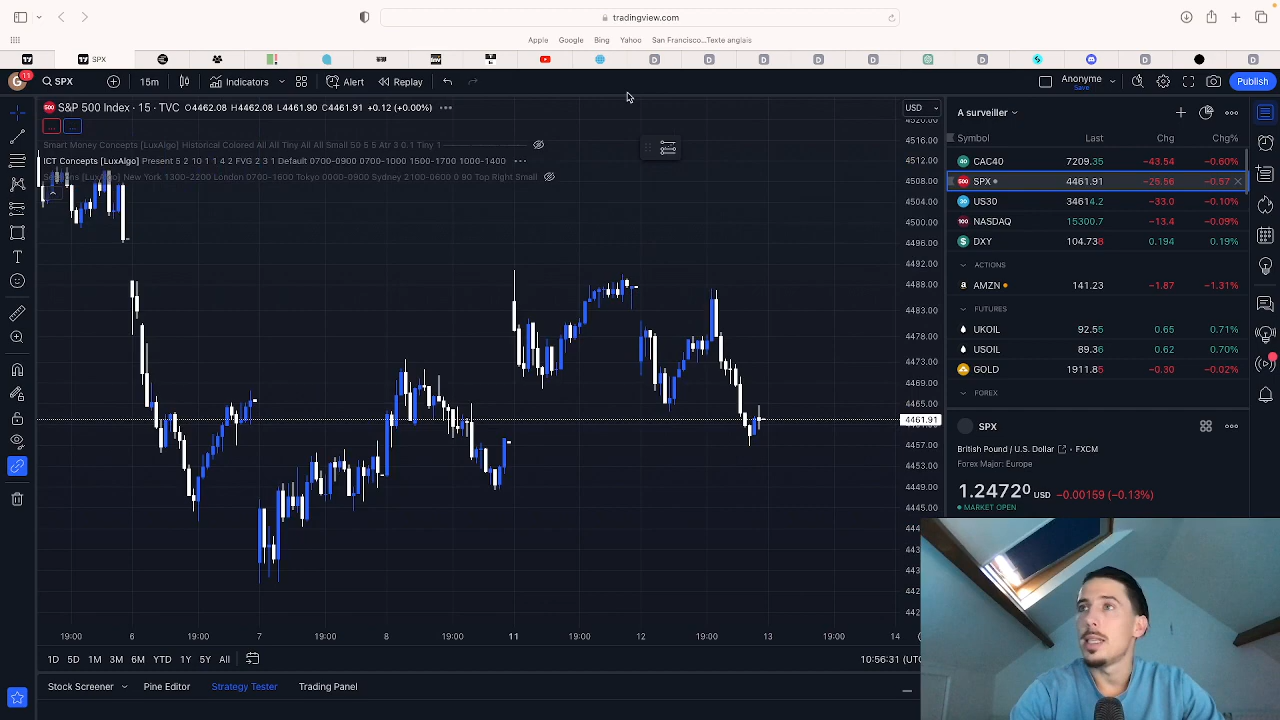 tradingview.com
Apple Google Bing Yahoo San Francisco...Texte anglais
SPX
11
SPX 15m Indicators Alert Replay Anonyme Save Publish
S&P 500 Index · 15 · TVC O4462.08 H4462.08 L4461.90 C4461.91 +0.12 (+0.00%)
Smart Money Concepts [LuxAlgo] Historical Colored All All Tiny All All Small 50 5 5 Atr 3 0.1 Tiny 1
ICT Concepts [LuxAlgo] Present 5 2 10 1 1 4 2 FVG 2 3 1 Default 0700-0900 0700-1000 1500-1700 1000-1400
Sessions [LuxAlgo] New York 1300-2200 London 0700-1600 Tokyo 0000-0900 Sydney 2100-0600 0 90 Top Right Small
USD
4520.00
4516.00
4512.00
4508.00
4504.00
4500.00
4496.00
4492.00
4488.00
4483.00
4478.00
4473.00
4469.00
4465.00
4461.91
4457.00
4453.00
4449.00
4445.00
19:00 6 19:00 7 19:00 8 19:00 11 19:00 12 19:00 13 19:00 14
1D 5D 1M 3M 6M YTD 1Y 5Y All
10:56:31 (UTC
Stock Screener Pine Editor Strategy Tester Trading Panel
A surveiller
Symbol Last Chg Chg%
CAC40 7209.35 −43.54 −0.60%
SPX 4461.91 −25.56 −0.57
US30 34614.2 −33.0 −0.10%
NASDAQ 15300.7 −13.4 −0.09%
DXY 104.738 0.194 0.19%
ACTIONS
AMZN 141.23 −1.87 −1.31%
FUTURES
UKOIL 92.55 0.65 0.71%
USOIL 89.36 0.62 0.70%
GOLD 1911.85 −0.30 −0.02%
FOREX
SPX
British Pound / U.S. Dollar · FXCM
Forex Major: Europe
1.24720 USD −0.00159 (−0.13%)
MARKET OPEN